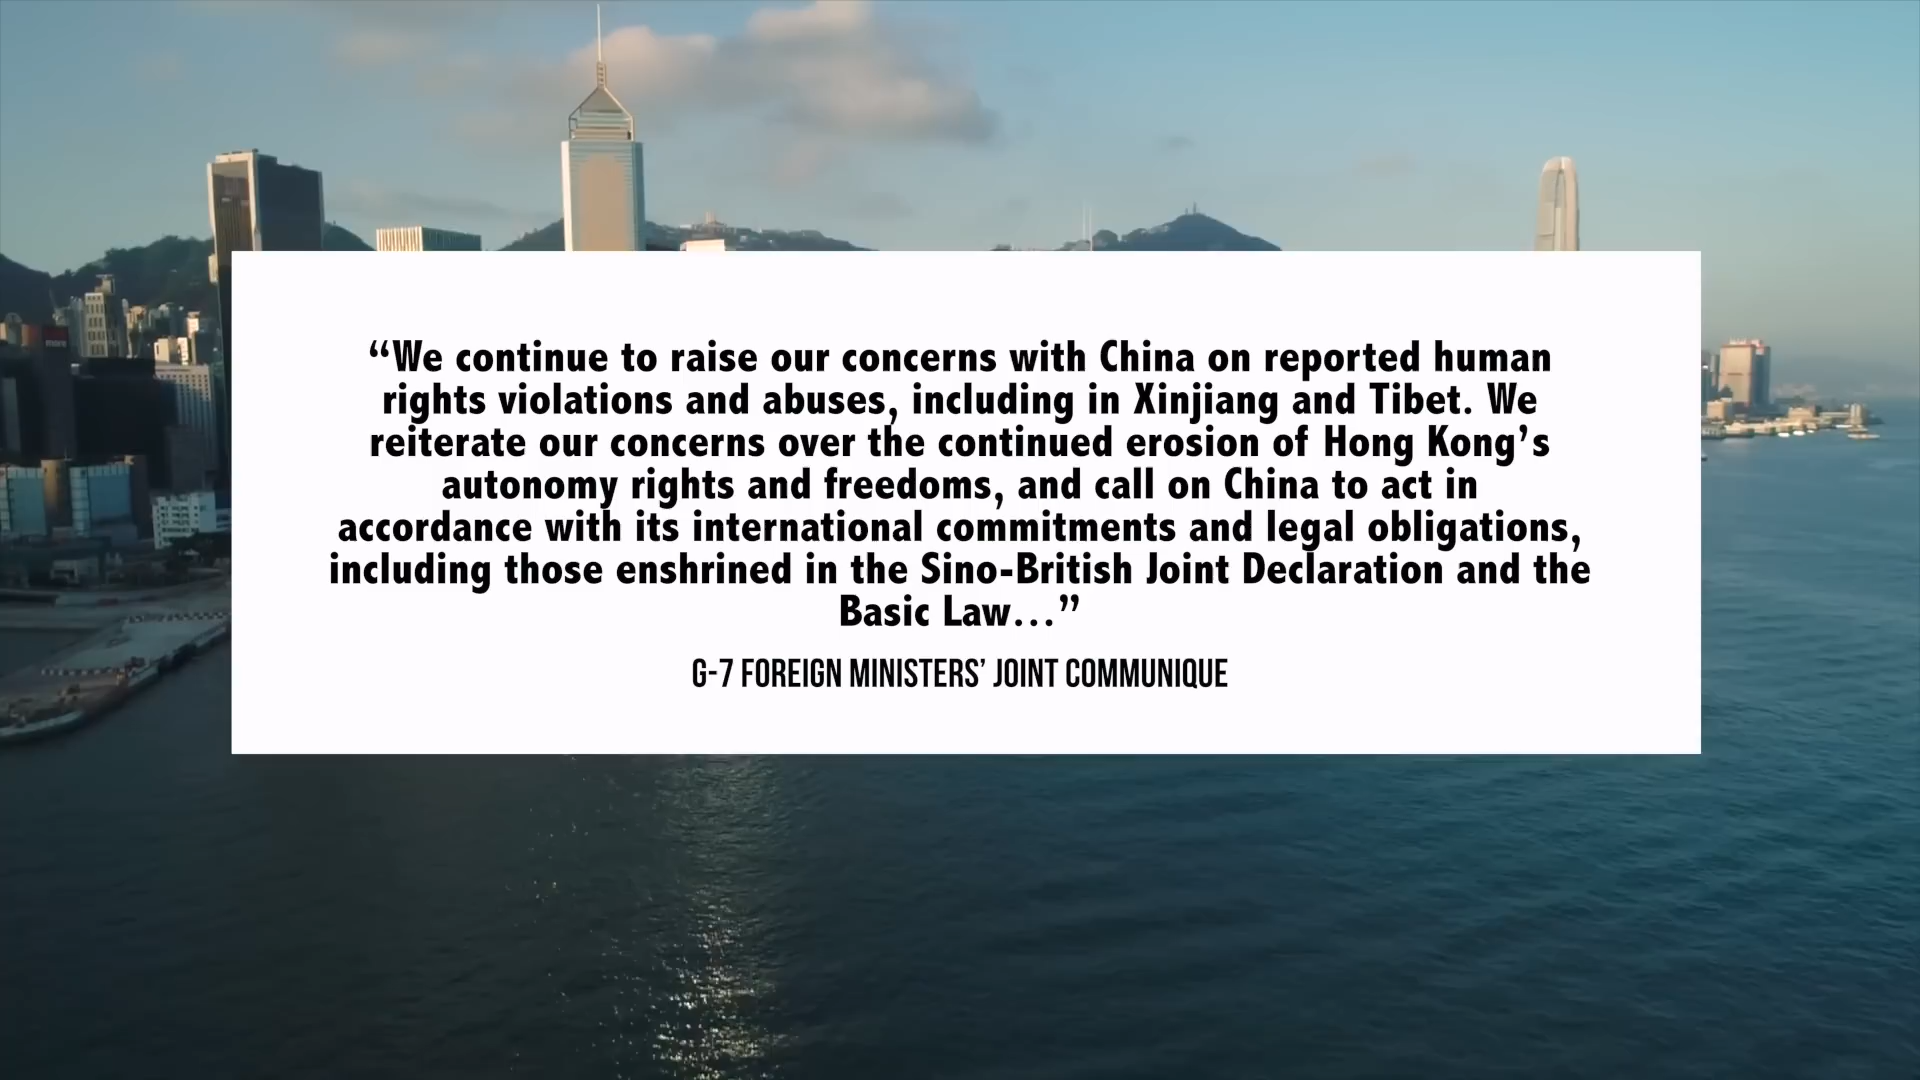 “We continue to raise our concerns with China on reported human
rights violations and abuses, including in Xinjiang and Tibet. We
reiterate our concerns over the continued erosion of Hong Kong’s
autonomy rights and freedoms, and call on China to act in
accordance with its international commitments and legal obligations,
including those enshrined in the Sino-British Joint Declaration and the
Basic Law…”
G-7 FOREIGN MINISTERS’ JOINT COMMUNIQUE